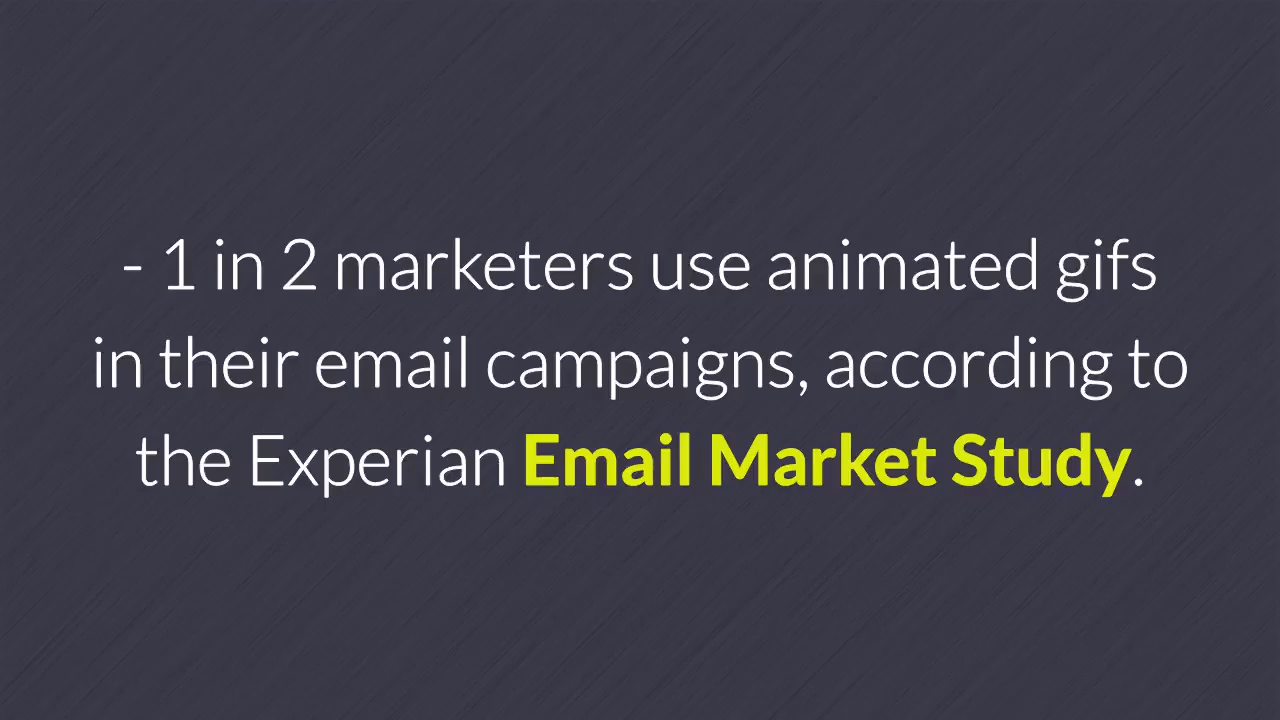 - 1 in 2 marketers use animated gifs
in their email campaigns, according to
the Experian Email Market Study.